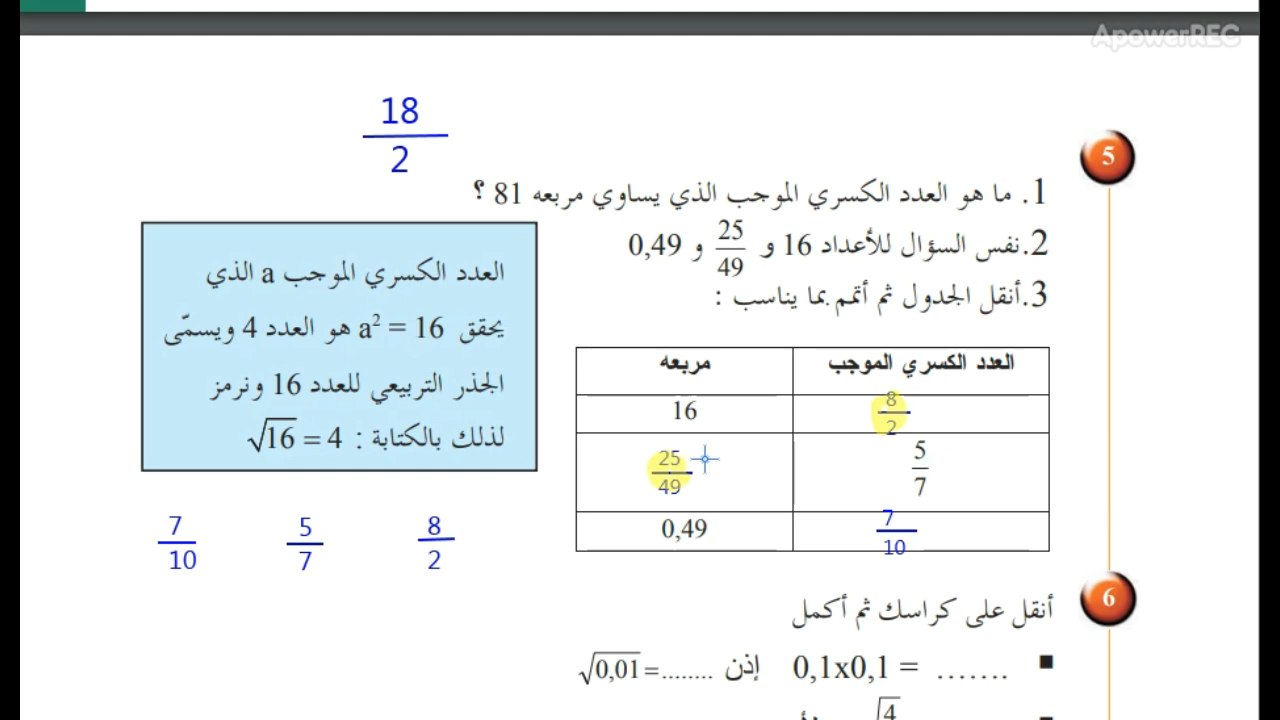 ApowerREC
18
2
5
1. ما هو العدد الكسري الموجب الذي يساوي مربعه 81 ؟
2.نفس السؤال للأعداد 16 و 25/49 و 0,49
3.أنقل الجدول ثم أتمم بما يناسب :
العدد الكسري الموجب a الذي
يحقق a² = 16 هو العدد 4 ويسمّى
الجذر التربيعي للعدد 16 ونرمز
لذلك بالكتابة : √16 = 4
العدد الكسري الموجب مربعه
8/2 16
5/7 25/49
7/10 0,49
7/10 5/7 8/2
6
أنقل على كراسك ثم أكمل
■ 0,1x0,1 = ....... إذن √0,01 =........